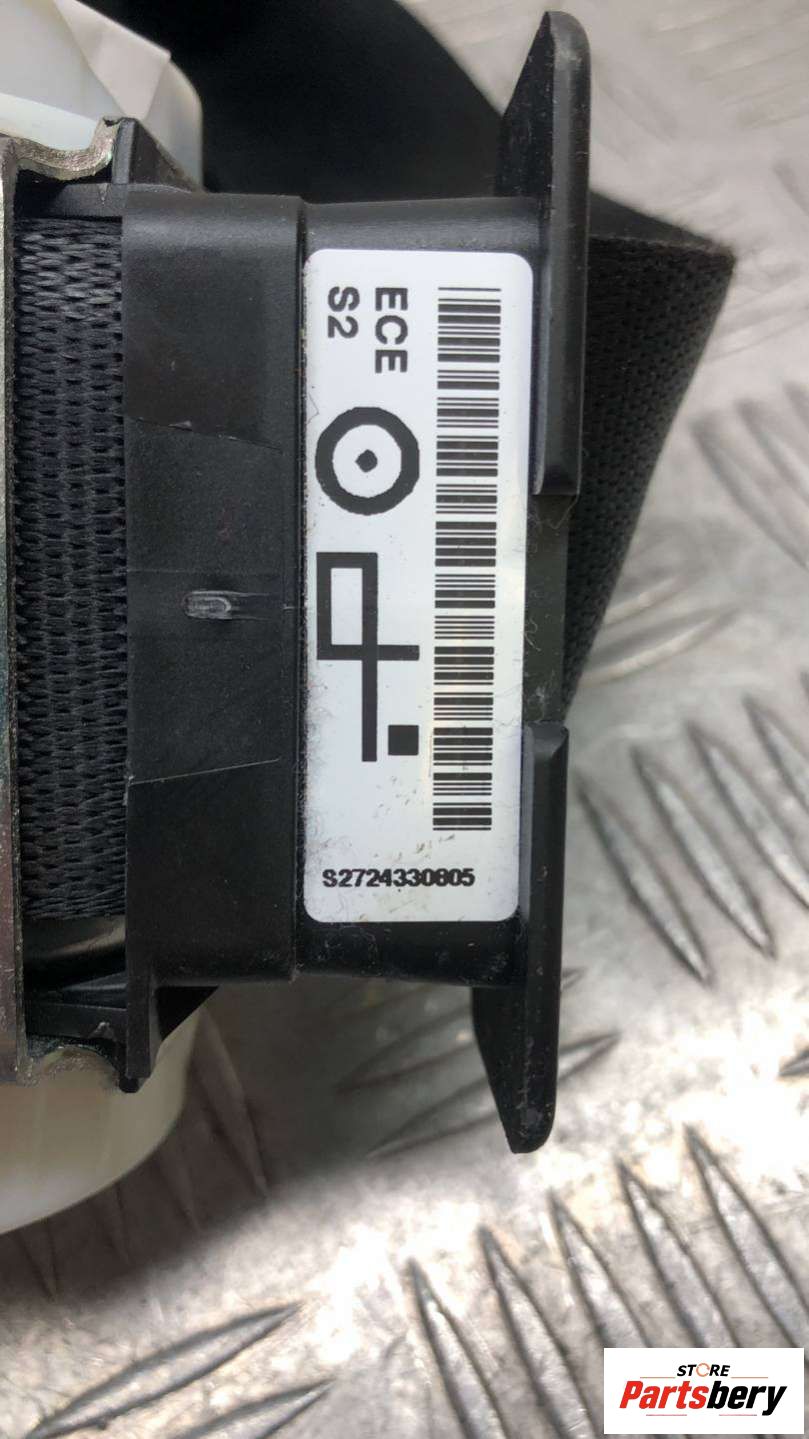 ECE
S2
S2724330805
STORE
Partsbery